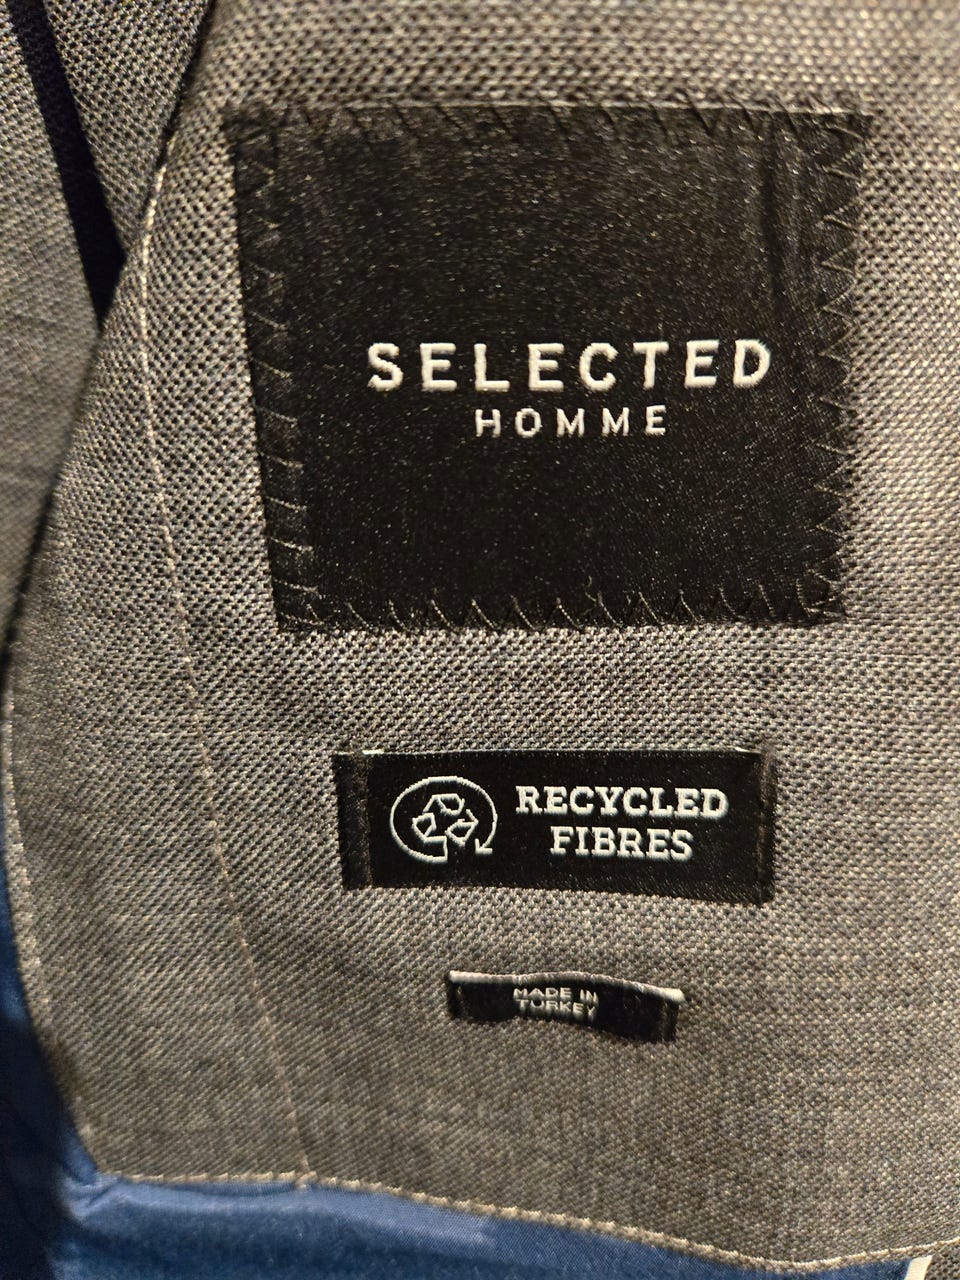 SELECTED
HOMME
RECYCLED
FIBRES
MADE IN
TURKEY